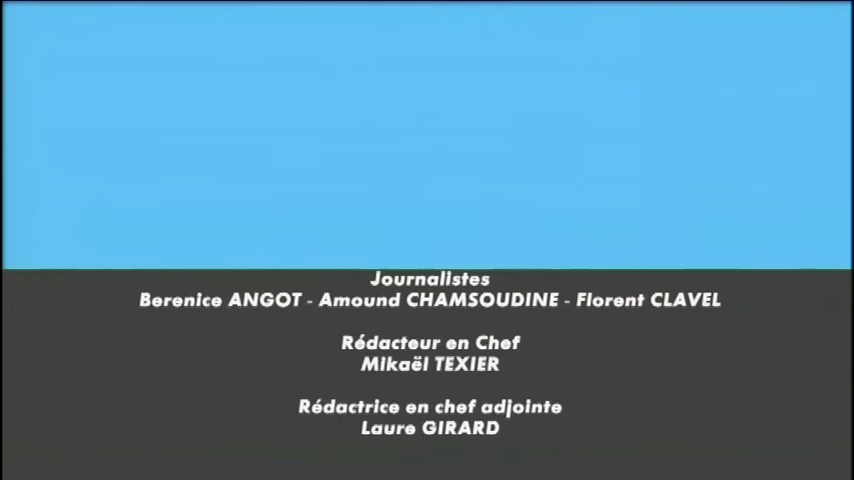 Journalistes
Berenice ANGOT - Amound CHAMSOUDINE - Florent CLAVEL
Rédacteur en Chef
Mikaël TEXIER
Rédactrice en chef adjointe
Laure GIRARD